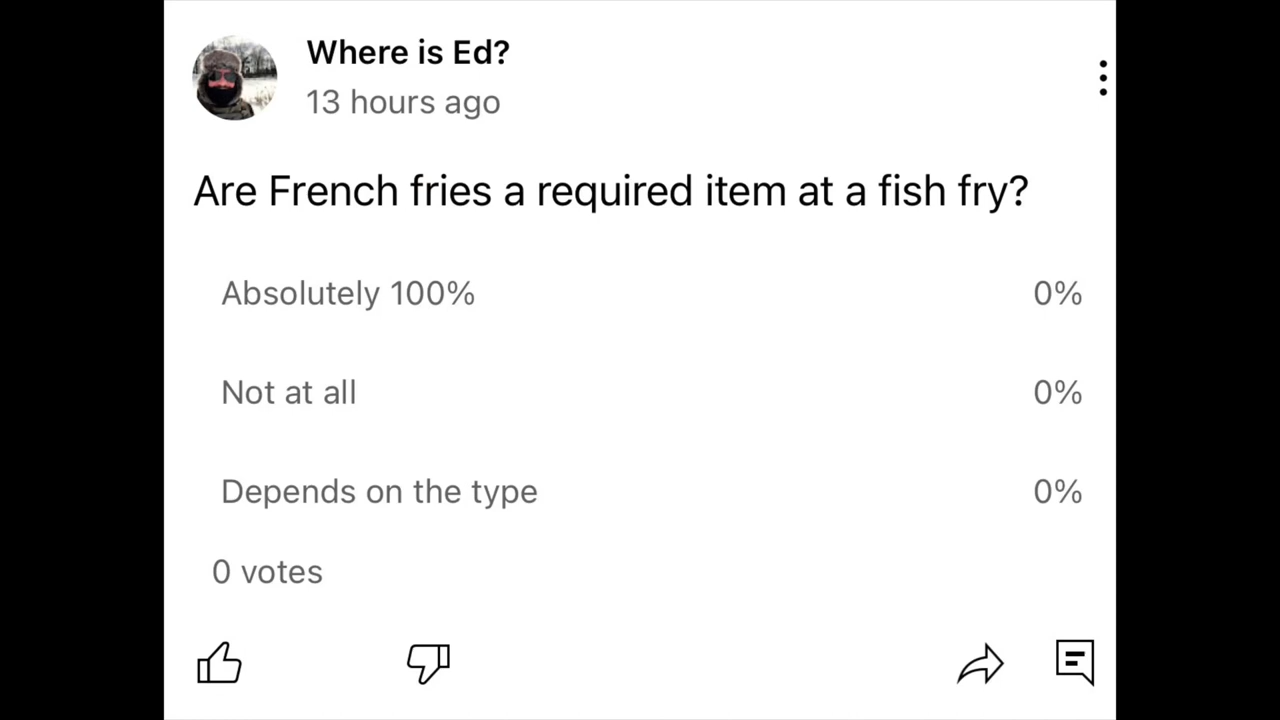 Where is Ed?
13 hours ago
Are French fries a required item at a fish fry?
Absolutely 100% 0%
Not at all 0%
Depends on the type 0%
0 votes